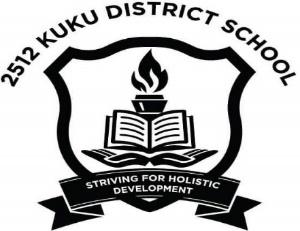 2512 KUKU DISTRICT SCHOOL
STRIVING FOR HOLISTIC
DEVELOPMENT